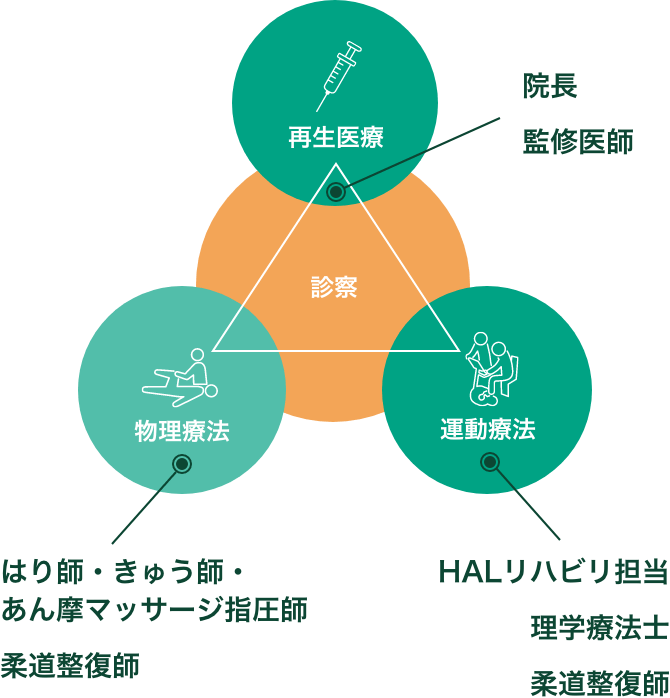 再生医療
院長
監修医師
診察
物理療法
運動療法
はり師・きゅう師・
あん摩マッサージ指圧師
柔道整復師
HALリハビリ担当
理学療法士
柔道整復師